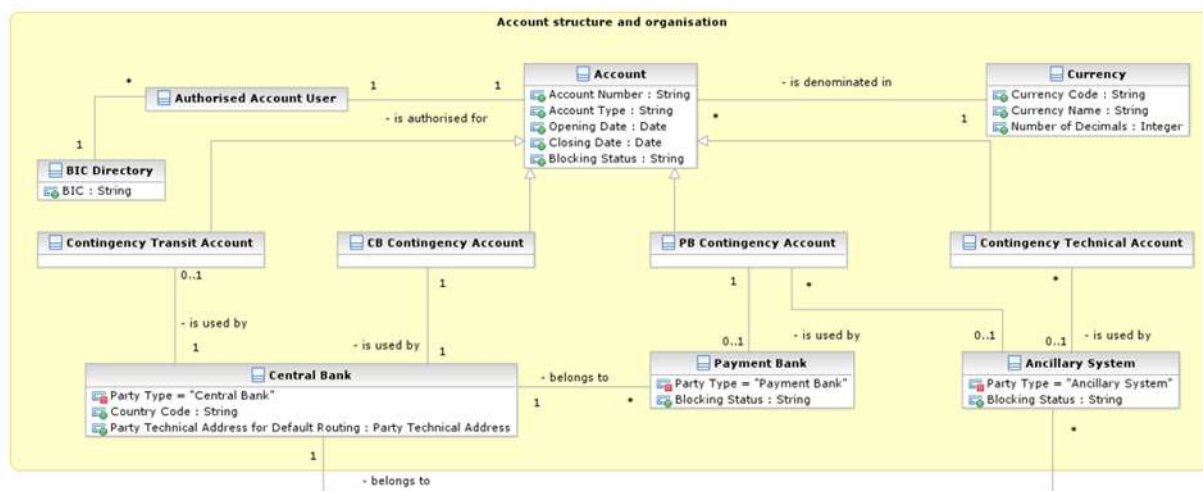 Account structure and organisation
Account
Account Number : String
Account Type : String
Opening Date : Date
Closing Date : Date
Blocking Status : String
- is denominated in
*
1
Currency
Currency Code : String
Currency Name : String
Number of Decimals : Integer
*
Authorised Account User
1
1
- is authorised for
1
BIC Directory
BIC : String
Contingency Transit Account
CB Contingency Account
PB Contingency Account
Contingency Technical Account
0..1
1
1
*
*
- is used by
- is used by
- is used by
- is used by
1
1
0..1
0..1
0..1
Central Bank
Party Type = "Central Bank"
Country Code : String
Party Technical Address for Default Routing : Party Technical Address
- belongs to
1
*
Payment Bank
Party Type = "Payment Bank"
Blocking Status : String
Ancillary System
Party Type = "Ancillary System"
Blocking Status : String
1
*
- belongs to